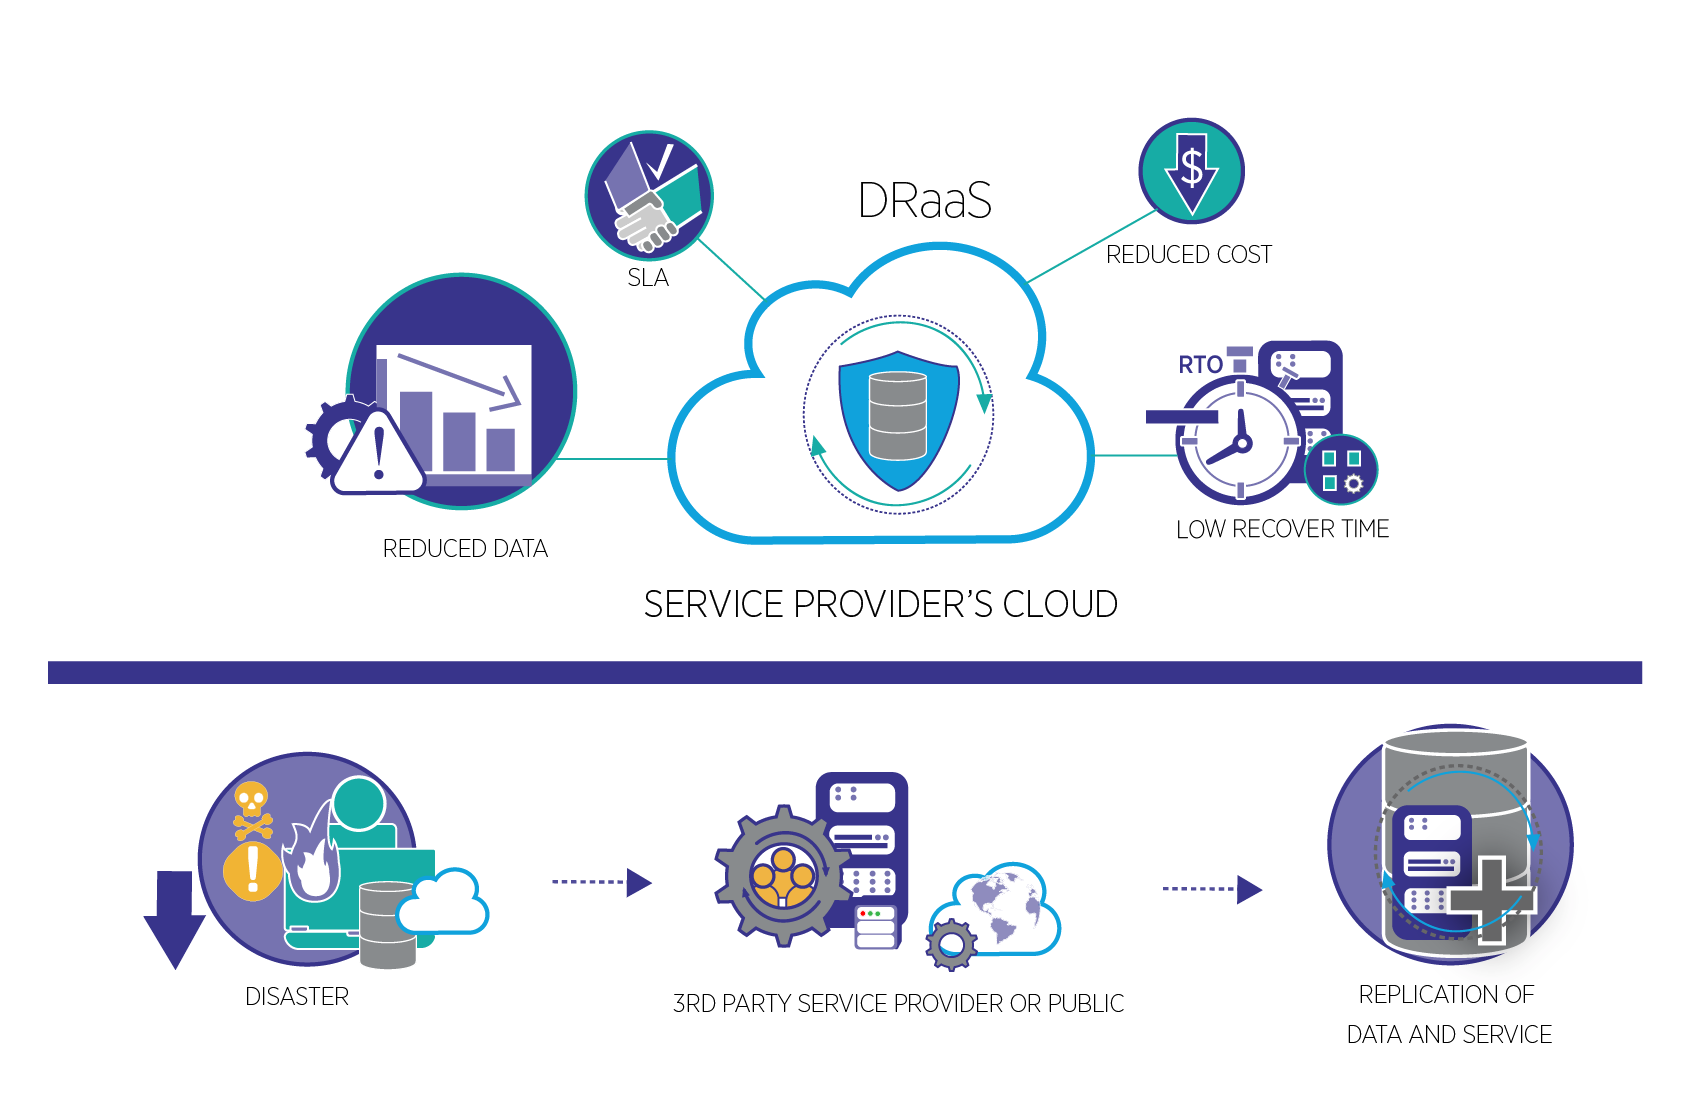 DRaaS
SLA
$
REDUCED COST
RTO
REDUCED DATA
LOW RECOVER TIME
SERVICE PROVIDER’S CLOUD
DISASTER
3RD PARTY SERVICE PROVIDER OR PUBLIC
REPLICATION OF
DATA AND SERVICE